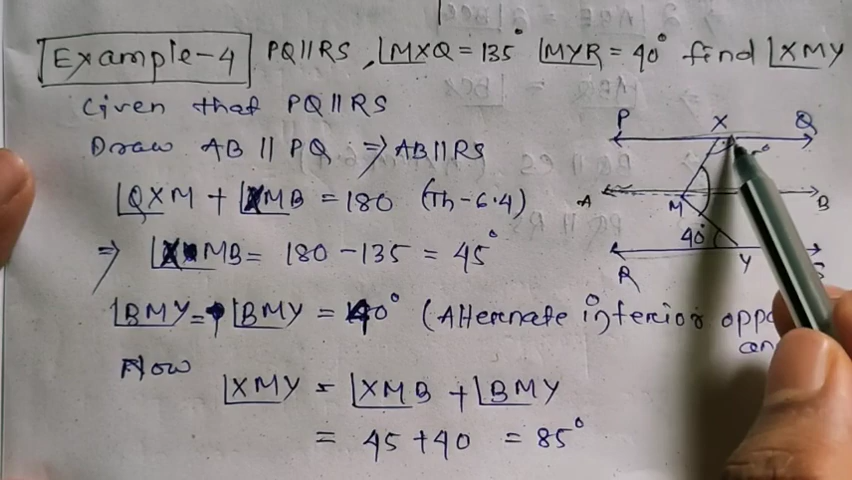 Example-4 PQ||RS, ∠MXQ = 135° ∠MYR = 40° find ∠XMY
Given that PQ||RS
Draw AB || PQ ⇒ AB||RS
∠QXM + ∠XMB = 180 (Th-6.4)
⇒ ∠XMB = 180 - 135 = 45°
∠BMY = ∠BMY = 40° (Alternate interior oppo
an
Now
∠XMY = ∠XMB + ∠BMY
= 45 + 40 = 85°
P X Q
A M B
40°
R Y S